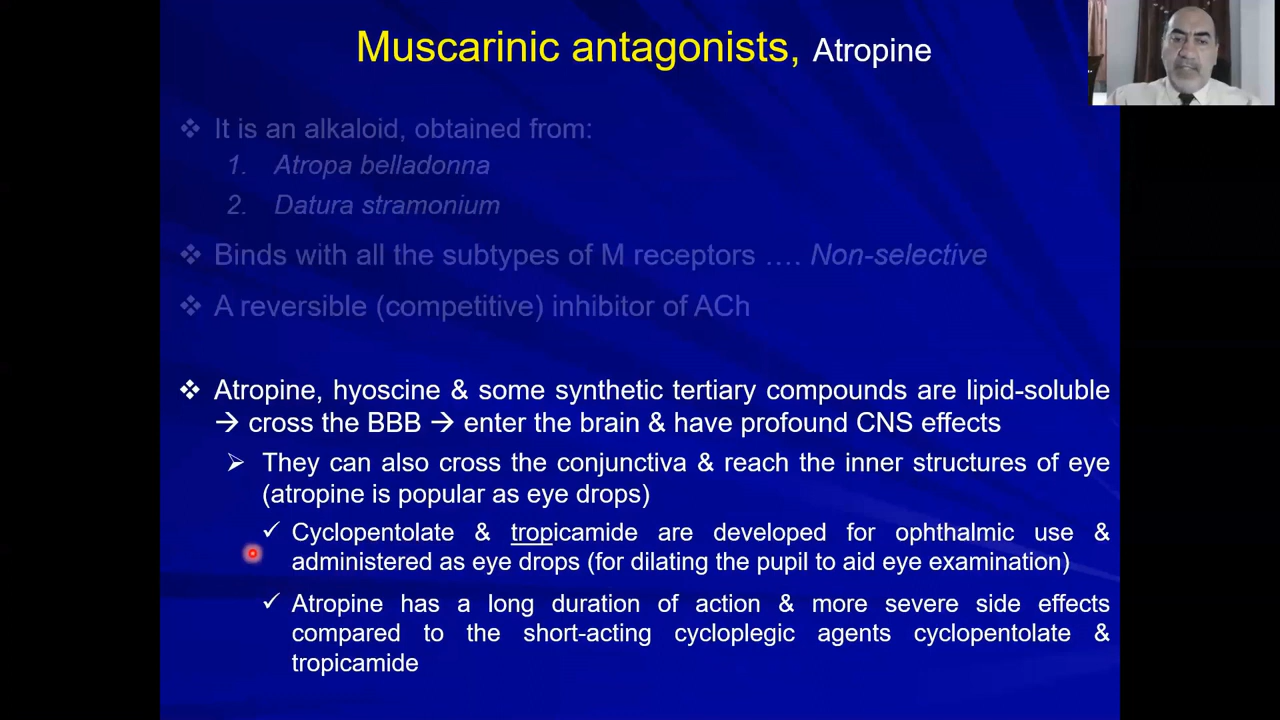 Muscarinic antagonists, Atropine
❖ It is an alkaloid, obtained from:
1. Atropa belladonna
2. Datura stramonium
❖ Binds with all the subtypes of M receptors .... Non-selective
❖ A reversible (competitive) inhibitor of ACh
❖ Atropine, hyoscine & some synthetic tertiary compounds are lipid-soluble
→ cross the BBB → enter the brain & have profound CNS effects
➢ They can also cross the conjunctiva & reach the inner structures of eye
(atropine is popular as eye drops)
✓ Cyclopentolate & tropicamide are developed for ophthalmic use &
administered as eye drops (for dilating the pupil to aid eye examination)
✓ Atropine has a long duration of action & more severe side effects
compared to the short-acting cycloplegic agents cyclopentolate &
tropicamide